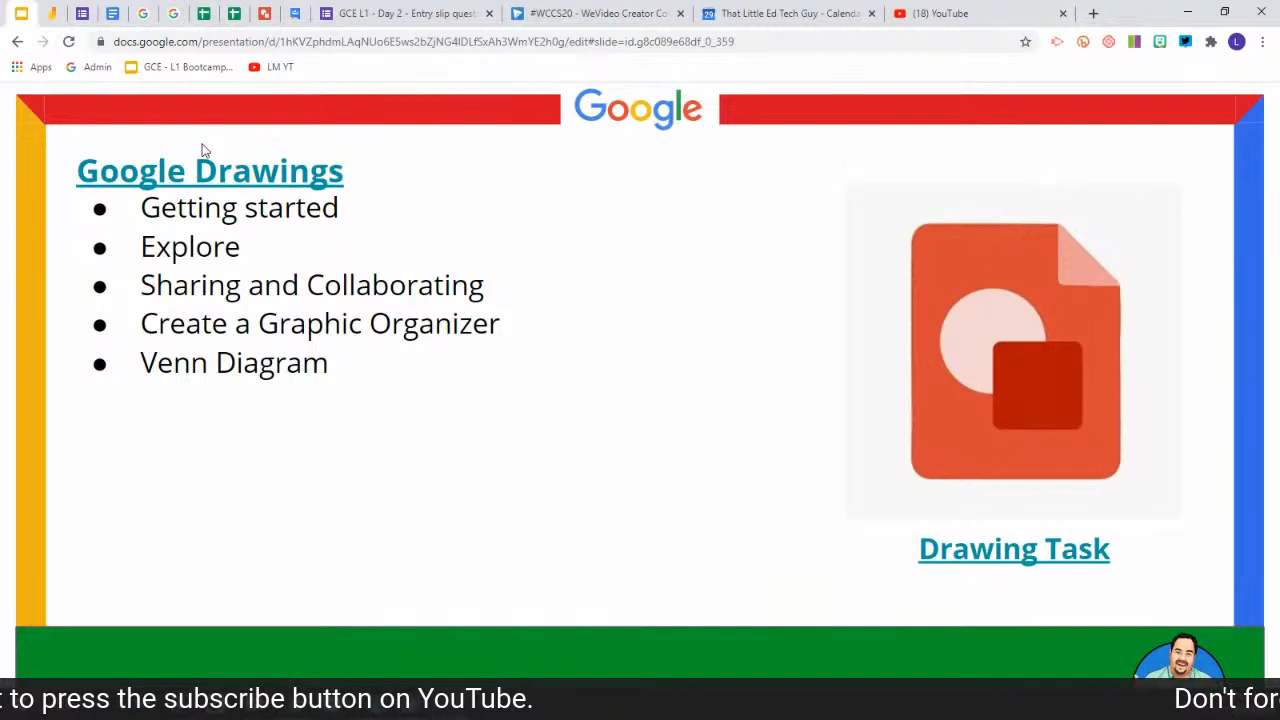 GCE L1 - Day 2 - Entry slip quest
#WCCS20 - WeVideo Creator Co
29
That Little Ed Tech Guy - Calenda
(18) YouTube
docs.google.com/presentation/d/1hKVZphdmLAqNUo6E5ws2bZjNG4IDLfSxAh3WmYE2h0g/edit#slide=id.g8c089e68df_0_359
L
Apps
Admin
GCE - L1 Bootcamp...
LM YT
Google
Google Drawings
● Getting started
● Explore
● Sharing and Collaborating
● Create a Graphic Organizer
● Venn Diagram
Drawing Task
t to press the subscribe button on YouTube.
Don't for